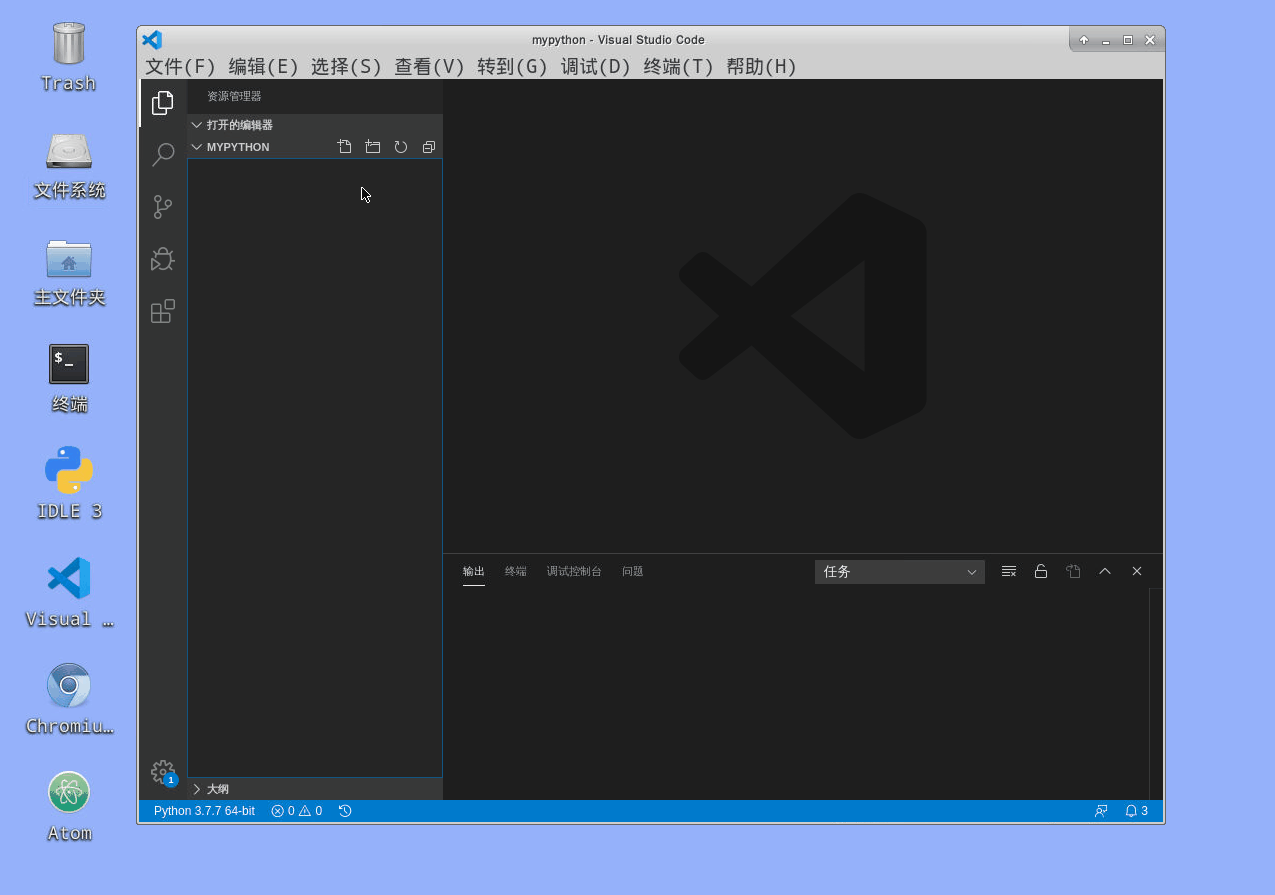 Trash
文件系统
主文件夹
$_
终端
IDLE 3
Visual …
Chromiu…
Atom
mypython - Visual Studio Code
文件(F) 编辑(E) 选择(S) 查看(V) 转到(G) 调试(D) 终端(T) 帮助(H)
资源管理器
打开的编辑器
MYPYTHON
输出 终端 调试控制台 问题 任务
大纲
1
Python 3.7.7 64-bit 0 0 3